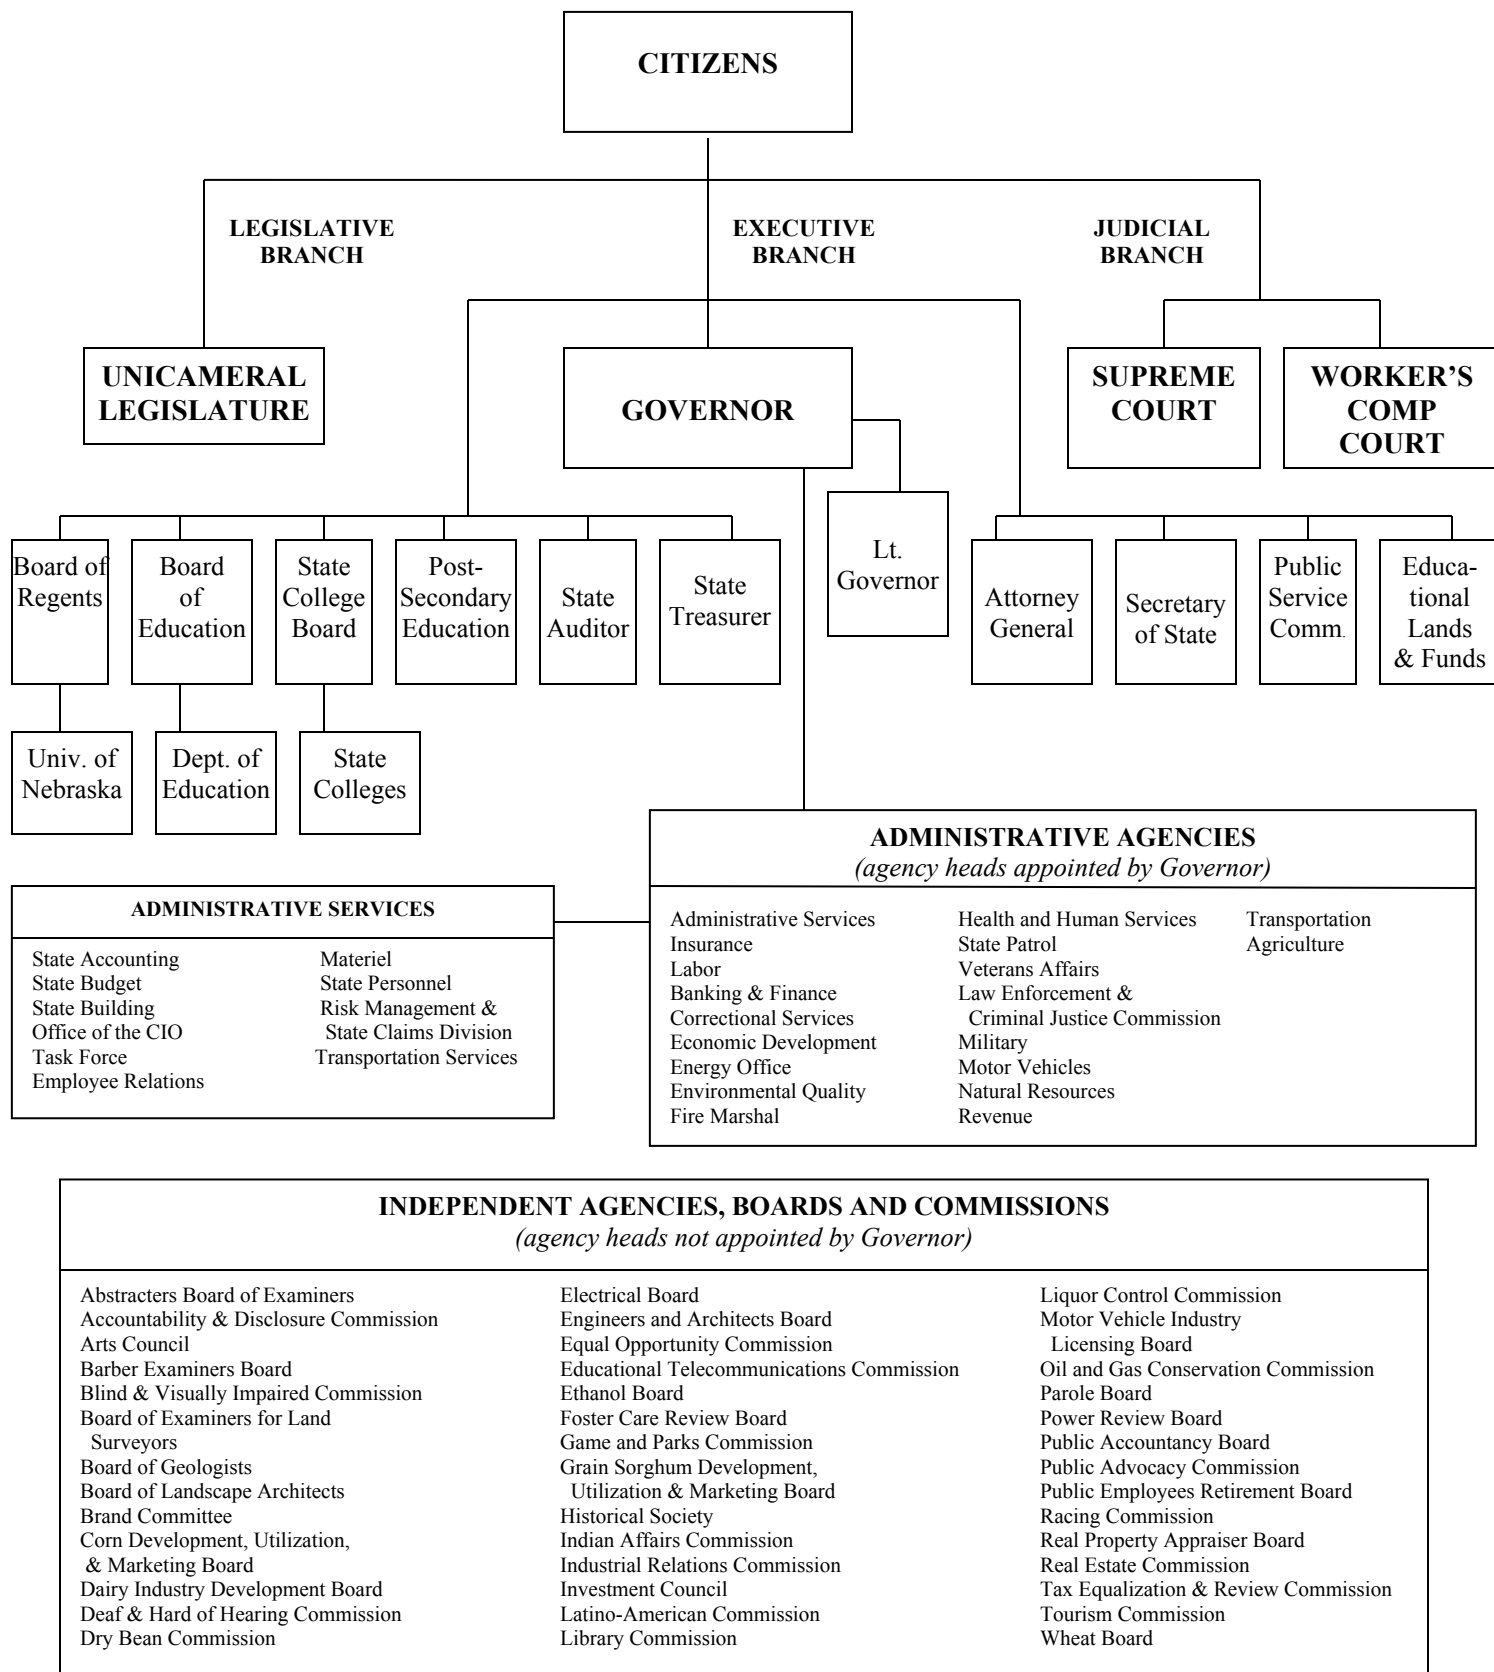 CITIZENS
LEGISLATIVE
BRANCH
EXECUTIVE
BRANCH
JUDICIAL
BRANCH
UNICAMERAL
LEGISLATURE
GOVERNOR
SUPREME
COURT
WORKER’S
COMP
COURT
Board of
Regents
Board
of
Education
State
College
Board
Post-
Secondary
Education
State
Auditor
State
Treasurer
Lt.
Governor
Attorney
General
Secretary
of State
Public
Service
Comm.
Educa-
tional
Lands
& Funds
Univ. of
Nebraska
Dept. of
Education
State
Colleges
ADMINISTRATIVE AGENCIES
(agency heads appointed by Governor)
Administrative Services
Insurance
Labor
Banking & Finance
Correctional Services
Economic Development
Energy Office
Environmental Quality
Fire Marshal
Health and Human Services
State Patrol
Veterans Affairs
Law Enforcement &
Criminal Justice Commission
Military
Motor Vehicles
Natural Resources
Revenue
Transportation
Agriculture
ADMINISTRATIVE SERVICES
State Accounting
State Budget
State Building
Office of the CIO
Task Force
Employee Relations
Materiel
State Personnel
Risk Management &
State Claims Division
Transportation Services
INDEPENDENT AGENCIES, BOARDS AND COMMISSIONS
(agency heads not appointed by Governor)
Abstracters Board of Examiners
Accountability & Disclosure Commission
Arts Council
Barber Examiners Board
Blind & Visually Impaired Commission
Board of Examiners for Land
Surveyors
Board of Geologists
Board of Landscape Architects
Brand Committee
Corn Development, Utilization,
& Marketing Board
Dairy Industry Development Board
Deaf & Hard of Hearing Commission
Dry Bean Commission
Electrical Board
Engineers and Architects Board
Equal Opportunity Commission
Educational Telecommunications Commission
Ethanol Board
Foster Care Review Board
Game and Parks Commission
Grain Sorghum Development,
Utilization & Marketing Board
Historical Society
Indian Affairs Commission
Industrial Relations Commission
Investment Council
Latino-American Commission
Library Commission
Liquor Control Commission
Motor Vehicle Industry
Licensing Board
Oil and Gas Conservation Commission
Parole Board
Power Review Board
Public Accountancy Board
Public Advocacy Commission
Public Employees Retirement Board
Racing Commission
Real Property Appraiser Board
Real Estate Commission
Tax Equalization & Review Commission
Tourism Commission
Wheat Board